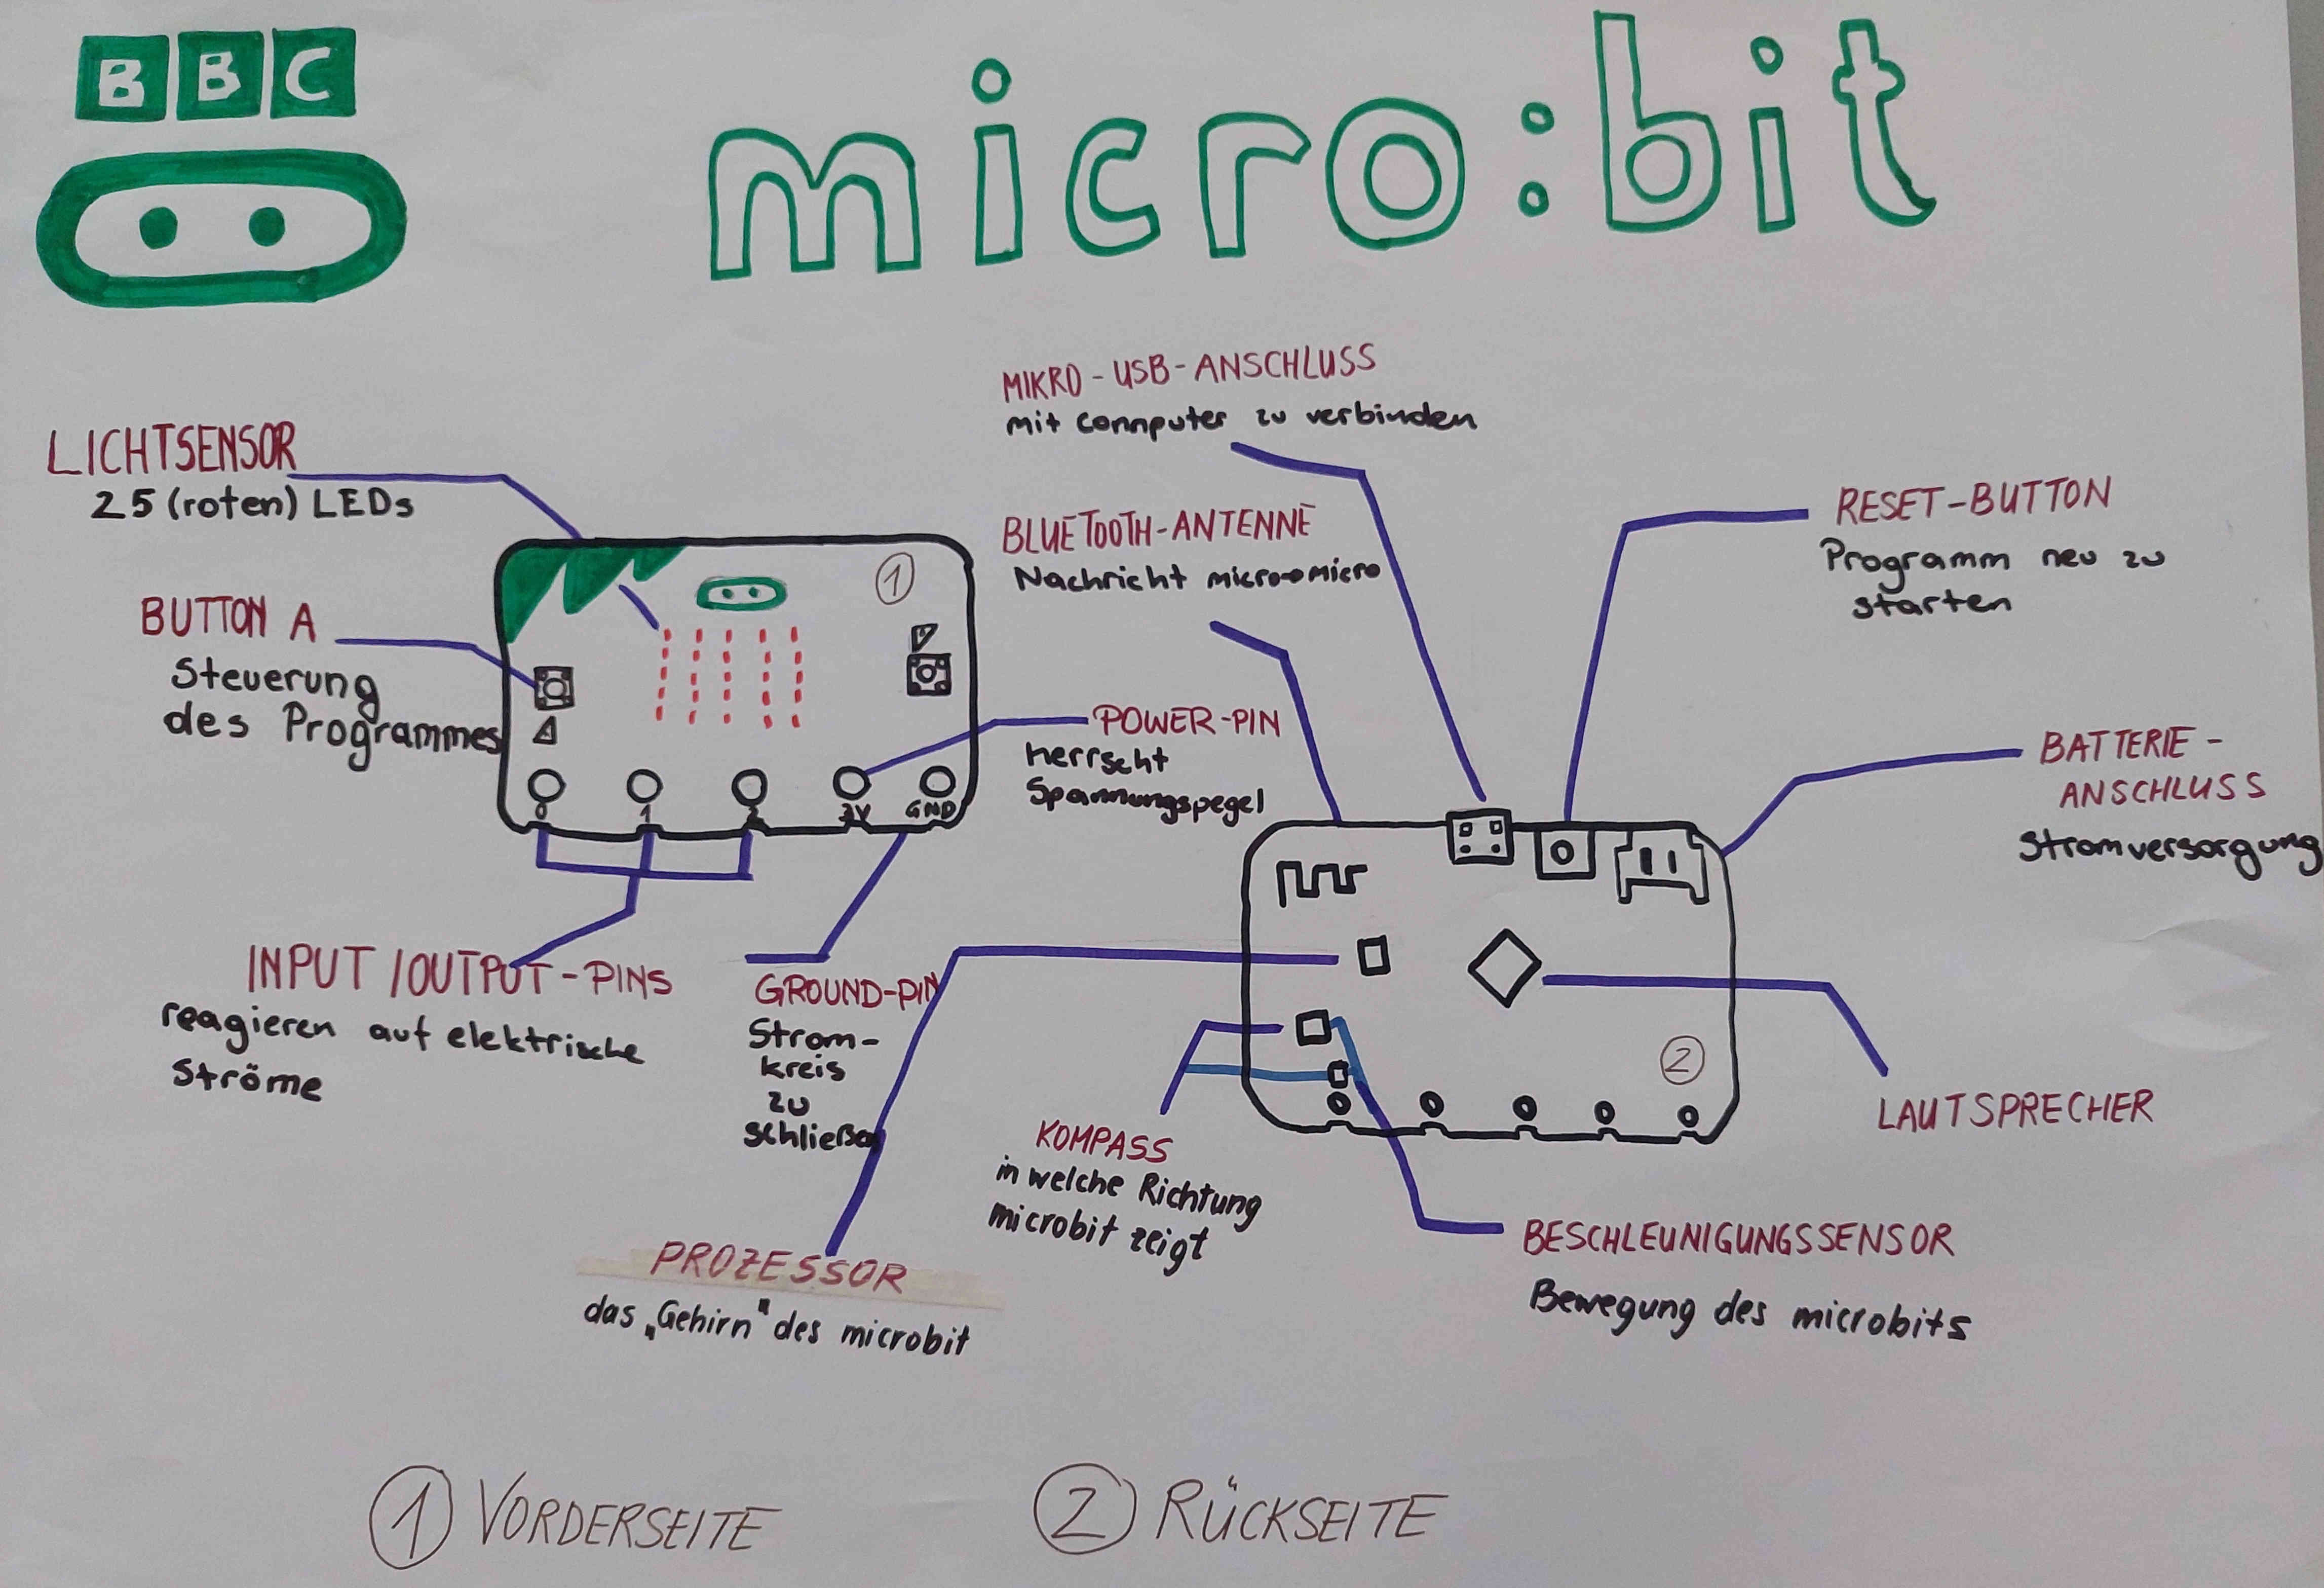 BBC
micro:bit
MIKRO-USB-ANSCHLUSS
mit Computer zu verbinden
LICHTSENSOR
25 (roten) LEDs
BLUETOOTH-ANTENNE
Nachricht micro→micro
RESET-BUTTON
Programm neu zu
starten
BUTTON A
Steuerung
des Programmes
1
POWER-PIN
herrscht
Spannungspegel
0 1 2 3V GND
BATTERIE-
ANSCHLUSS
Stromversorgung
INPUT/OUTPUT-PINS
reagieren auf elektrische
Ströme
GROUND-PIN
Strom-
kreis
zu
schließen
2
LAUTSPRECHER
KOMPASS
in welche Richtung
microbit zeigt
BESCHLEUNIGUNGSSENSOR
Bewegung des microbits
PROZESSOR
das „Gehirn" des microbit
1 VORDERSEITE
2 RÜCKSEITE